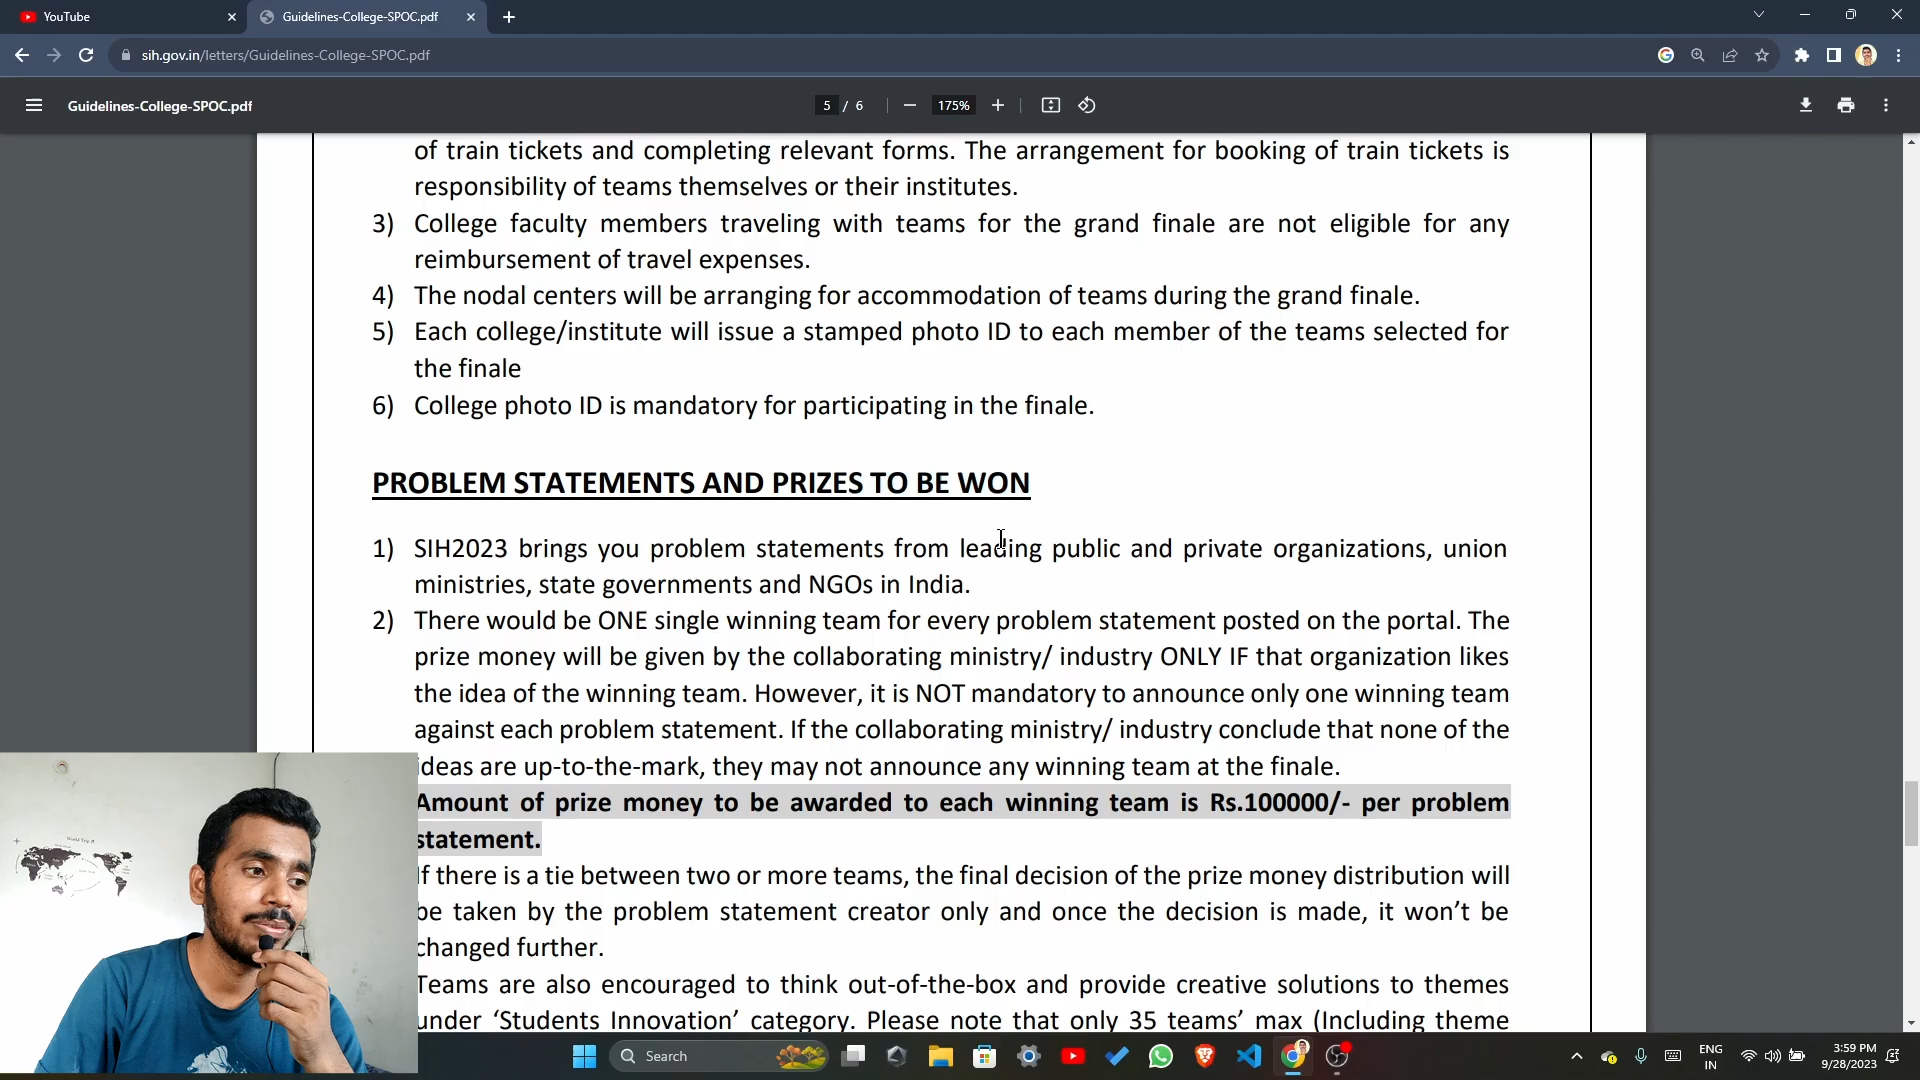 YouTube
Guidelines-College-SPOC.pdf
sih.gov.in/letters/Guidelines-College-SPOC.pdf
Guidelines-College-SPOC.pdf
5 / 6
175%
of train tickets and completing relevant forms. The arrangement for booking of train tickets is
responsibility of teams themselves or their institutes.
3) College faculty members traveling with teams for the grand finale are not eligible for any
reimbursement of travel expenses.
4) The nodal centers will be arranging for accommodation of teams during the grand finale.
5) Each college/institute will issue a stamped photo ID to each member of the teams selected for
the finale
6) College photo ID is mandatory for participating in the finale.
PROBLEM STATEMENTS AND PRIZES TO BE WON
1) SIH2023 brings you problem statements from leading public and private organizations, union
ministries, state governments and NGOs in India.
2) There would be ONE single winning team for every problem statement posted on the portal. The
prize money will be given by the collaborating ministry/ industry ONLY IF that organization likes
the idea of the winning team. However, it is NOT mandatory to announce only one winning team
against each problem statement. If the collaborating ministry/ industry conclude that none of the
ideas are up-to-the-mark, they may not announce any winning team at the finale.
Amount of prize money to be awarded to each winning team is Rs.100000/- per problem
statement.
If there is a tie between two or more teams, the final decision of the prize money distribution will
be taken by the problem statement creator only and once the decision is made, it won't be
changed further.
Teams are also encouraged to think out-of-the-box and provide creative solutions to themes
under 'Students Innovation' category. Please note that only 35 teams' max (Including theme
Search
ENG
IN
3:59 PM
9/28/2023